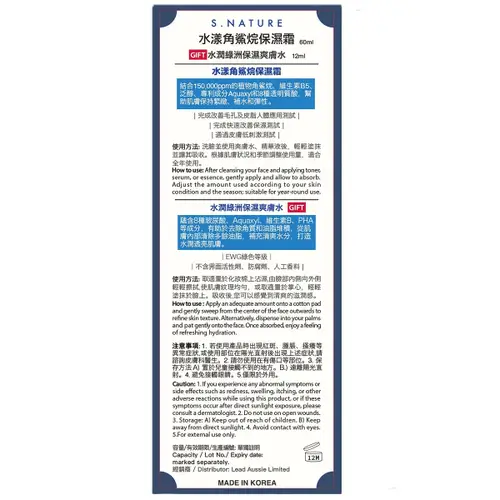 S.NATURE
水漾角鯊烷保濕霜 60ml
GIFT 水潤綠洲保濕爽膚水 12ml
水漾角鯊烷保濕霜
結合150,000ppm的植物角鯊烷、維生素B5、
泛醇、專利成分Aquaxyl和8種透明質酸，幫
助肌膚保持緊緻、補水和彈性。
| 完成改善毛孔及皮脂人體應用測試 |
| 完成快速改善保濕測試 |
| 通過皮膚低刺激測試 |
使用方法: 洗臉並使用爽膚水、精華液後，輕輕塗抹
並讓其吸收。根據肌膚狀況和季節調整使用量，適合
全年使用。
How to use: After cleansing your face and applying toner,
serum, or essence, gently apply and allow to absorb.
Adjust the amount used according to your skin
condition and the season; suitable for year-round use.
水潤綠洲保濕爽膚水 GIFT
蘊含8種玻尿酸、Aquaxyl、維生素B、PHA
等成分，有助於去除角質和油脂堆積，從肌
膚內部清除多餘油脂，補充清爽水分，打造
水潤透亮肌膚。
| EWG綠色等級 |
| 不含界面活性劑、防腐劑、人工香料 |
使用方法: 取適量於化妝棉上沾濕，由臉部內側向外側
輕輕擦拭，使肌膚紋理均勻，或取適量於掌心，輕輕
塗抹於臉上。吸收後，您可以感覺到清爽的滋潤感。
How to use: Apply an adequate amount onto a cotton pad
and gently sweep from the center of the face outwards to
refine skin texture. Alternatively, dispense into your palms
and pat gently onto the face. Once absorbed, enjoy a feeling
of refreshing hydration.
注意事項: 1. 若使用產品時出現紅斑、腫脹、搔癢等
異常症狀，或使用部位在陽光直射後出現上述症狀，請
諮詢皮膚科醫生。2. 請勿使用在有傷口等部位。3. 保
存方法 A) 置於兒童接觸不到的地方。B.) 遠離陽光直
射。4. 避免接觸眼睛。5 僅限於外用。
Caution: 1. If you experience any abnormal symptoms or
side effects such as redness, swelling, itching, or other
adverse reactions while using this product, or if these
symptoms occur after direct sunlight exposure, please
consult a dermatologist. 2. Do not use on open wounds.
3. Storage: A) Keep out of reach of children. B) Keep
away from direct sunlight. 4. Avoid contact with eyes.
5.For external use only.
容量/有效期限/生產編號: 單獨註明
Capacity / Lot No./ Expiry date:
marked separately.
經銷商 / Distributor: Lead Aussie Limited
12M
MADE IN KOREA